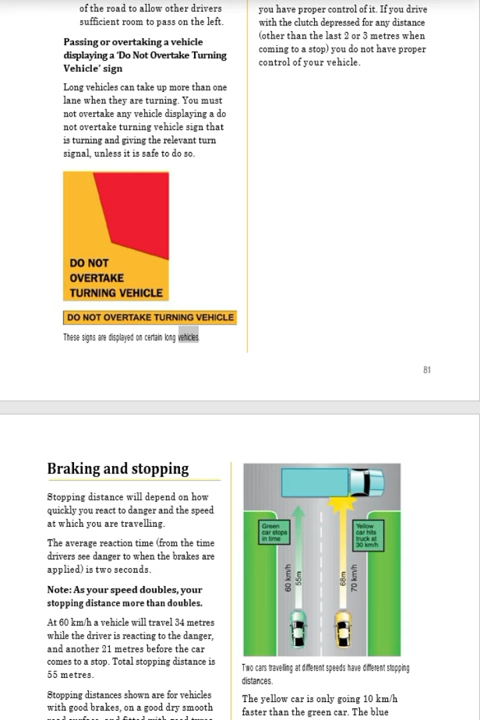 of the road to allow other drivers
sufficient room to pass on the left.
Passing or overtaking a vehicle
displaying a 'Do Not Overtake Turning
Vehicle' sign
Long vehicles can take up more than one
lane when they are turning. You must
not overtake any vehicle displaying a do
not overtake turning vehicle sign that
is turning and giving the relevant turn
signal, unless it is safe to do so.
DO NOT
OVERTAKE
TURNING VEHICLE
DO NOT OVERTAKE TURNING VEHICLE
These signs are displayed on certain long vehicles
you have proper control of it. If you drive
with the clutch depressed for any distance
(other than the last 2 or 3 metres when
coming to a stop) you do not have proper
control of your vehicle.
81
Braking and stopping
Stopping distance will depend on how
quickly you react to danger and the speed
at which you are travelling.
The average reaction time (from the time
drivers see danger to when the brakes are
applied) is two seconds.
Note: As your speed doubles, your
stopping distance more than doubles.
At 60 km/h a vehicle will travel 34 metres
while the driver is reacting to the danger,
and another 21 metres before the car
comes to a stop. Total stopping distance is
55 metres.
Stopping distances shown are for vehicles
with good brakes, on a good dry smooth
road surface, and fitted with good tyres
Green
car stops
in time
Yellow
car hits
truck at
30 km/h
60 km/h
55m
68m
70 km/h
Two cars travelling at different speeds have different stopping
distances.
The yellow car is only going 10 km/h
faster than the green car. The blue